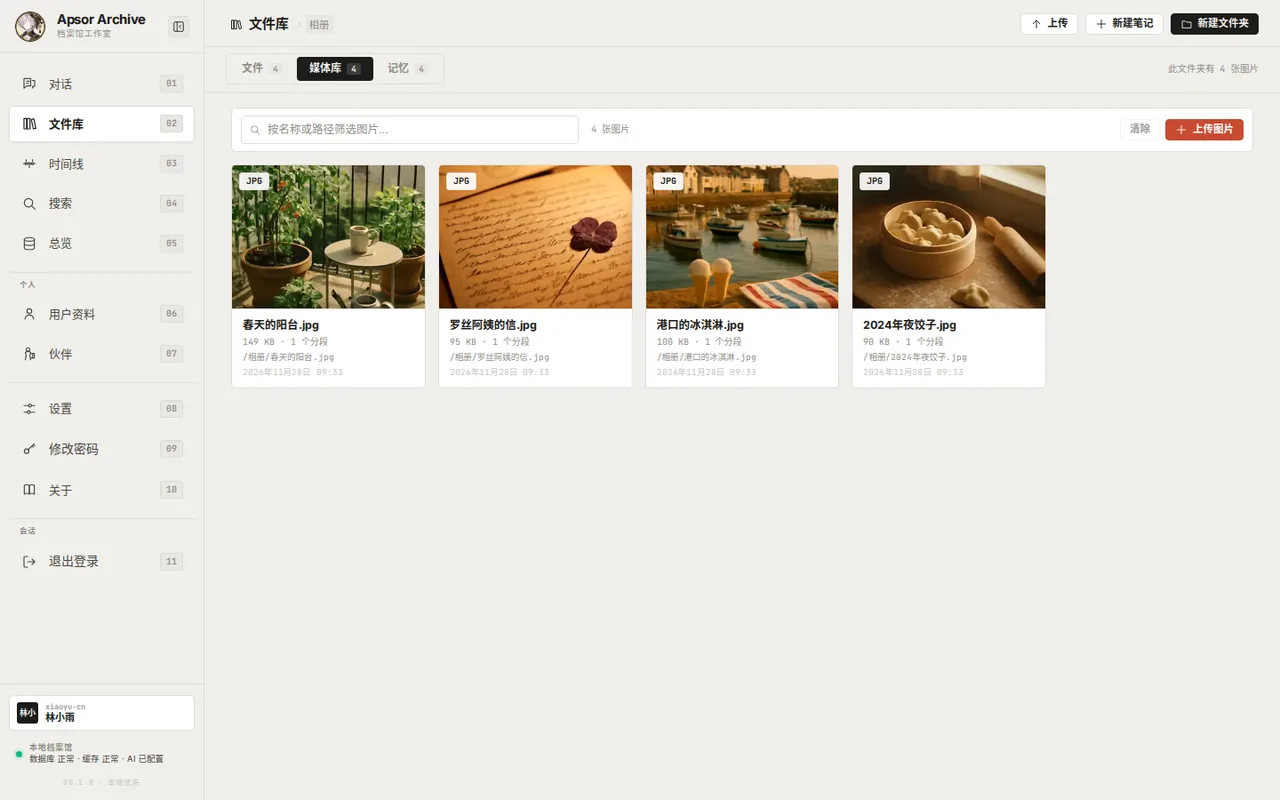 Apsor Archive
档案馆工作室
对话 01
文件库 02
时间线 03
搜索 04
总览 05
个人
用户资料 06
伙伴 07
设置 08
修改密码 09
关于 10
会话
退出登录 11
林小
xiaoyu-cn
林小雨
本地档案馆
数据库 正常 · 缓存 正常 · AI 已配置
V0.1.0 · 本地优先
文件库 › 相册
上传
新建笔记
新建文件夹
文件 4
媒体库 4
记忆 4
此文件夹有 4 张图片
按名称或路径筛选图片...
4 张图片
清除
上传图片
JPG
春天的阳台.jpg
149 KB · 1 个分段
/相册/春天的阳台.jpg
2026年11月28日 09:33
JPG
罗丝阿姨的信.jpg
95 KB · 1 个分段
/相册/罗丝阿姨的信.jpg
2026年11月28日 09:33
JPG
港口的冰淇淋.jpg
100 KB · 1 个分段
/相册/港口的冰淇淋.jpg
2026年11月28日 09:33
JPG
2024年夜饺子.jpg
90 KB · 1 个分段
/相册/2024年夜饺子.jpg
2026年11月28日 09:33